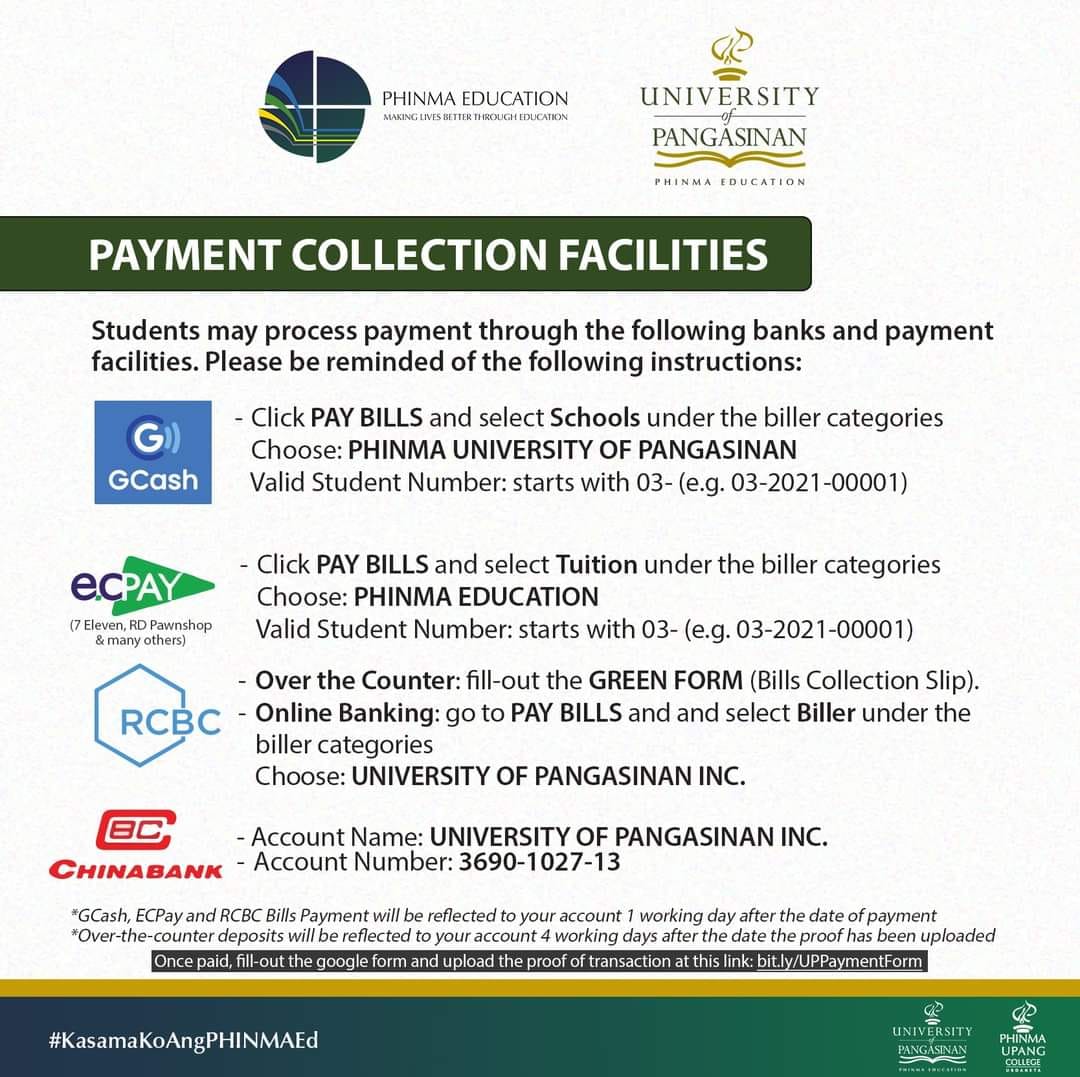 PHINMA EDUCATION
MAKING LIVES BETTER THROUGH EDUCATION
UNIVERSITY
of
PANGASINAN
PHINMA EDUCATION
PAYMENT COLLECTION FACILITIES
Students may process payment through the following banks and payment
facilities. Please be reminded of the following instructions:
G
GCash
- Click PAY BILLS and select Schools under the biller categories
Choose: PHINMA UNIVERSITY OF PANGASINAN
Valid Student Number: starts with 03- (e.g. 03-2021-00001)
ecPAY
(7 Eleven, RD Pawnshop
& many others)
- Click PAY BILLS and select Tuition under the biller categories
Choose: PHINMA EDUCATION
Valid Student Number: starts with 03- (e.g. 03-2021-00001)
RCBC
- Over the Counter: fill-out the GREEN FORM (Bills Collection Slip).
- Online Banking: go to PAY BILLS and and select Biller under the
biller categories
Choose: UNIVERSITY OF PANGASINAN INC.
CBC
CHINABANK
- Account Name: UNIVERSITY OF PANGASINAN INC.
- Account Number: 3690-1027-13
*GCash, ECPay and RCBC Bills Payment will be reflected to your account 1 working day after the date of payment
*Over-the-counter deposits will be reflected to your account 4 working days after the date the proof has been uploaded
Once paid, fill-out the google form and upload the proof of transaction at this link: bit.ly/UPPaymentForm
#KasamaKoAngPHINMAEd
UNIVERSITY
of
PANGASINAN
PHINMA EDUCATION
PHINMA
UPANG
COLLEGE
URDANETA